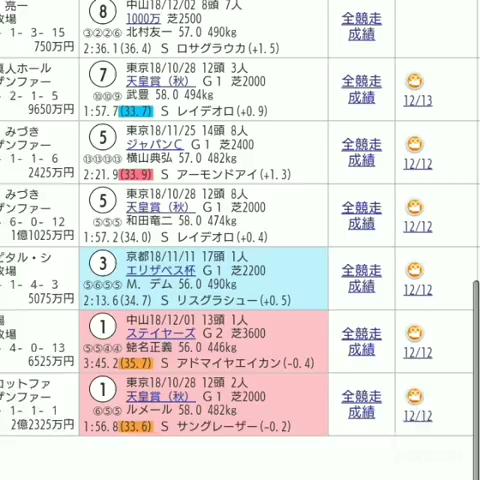 亮一 8 中山18/12/02 8頭 7人 全競走
牧場 1000万 芝2500 成績
- 1- 3- 15 ③②②⑥ 北村友一 57.0 490kg
750万円 2:36.1(36.4) S ロサグラウカ(+1.5)
真人ホール 7 東京18/10/28 12頭 3人 全競走
ザンファー 天皇賞(秋) G1 芝2000 成績
- 2- 1- 5 ⑩⑩⑨ 武豊 58.0 494kg 12/13
9650万円 1:57.7(33.7) S レイデオロ(+0.9)
みづき 5 東京18/11/25 14頭 8人 全競走
ザンファー ジャパンC G1 芝2400 成績
- 1- 1- 6 ⑬⑬⑬⑬ 横山典弘 57.0 482kg 12/12
2425万円 2:21.9(33.9) S アーモンドアイ(+1.3)
みづき 5 東京18/10/28 12頭 8人 全競走
ザンファー 天皇賞(秋) G1 芝2000 成績
- 6- 0- 12 ⑤⑤⑤ 和田竜二 58.0 474kg 12/12
1億1025万円 1:57.2(34.0) S レイデオロ(+0.4)
ピタル・シ 3 京都18/11/11 17頭 1人 全競走
牧場 エリザベス杯 G1 芝2200 成績
- 1- 4- 3 ⑤⑥⑤⑤ M.デム 56.0 490kg 12/12
5075万円 2:13.6(34.7) S リスグラシュー(+0.5)
場 1 中山18/12/01 13頭 1人 全競走
ステイヤーズ G2 芝3600 成績
- 4- 0- 13 ⑤⑤④④ 蛯名正義 56.0 446kg 12/12
6525万円 3:45.2(35.7) S アドマイヤエイカン(-0.4)
ロットファ 1 東京18/10/28 12頭 2人 全競走
ザンファー 天皇賞(秋) G1 芝2000 成績
- 1- 1- 1 ⑥⑤⑤ ルメール 58.0 482kg 12/12
2億2325万円 1:56.8(33.6) S サングレーザー(-0.2)